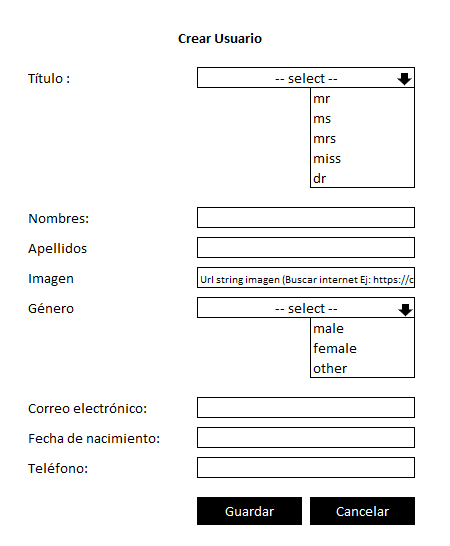 Crear Usuario
Título : -- select --
mr
ms
mrs
miss
dr
Nombres:
Apellidos
Imagen Url string imagen (Buscar internet Ej: https://c
Género -- select --
male
female
other
Correo electrónico:
Fecha de nacimiento:
Teléfono:
Guardar Cancelar